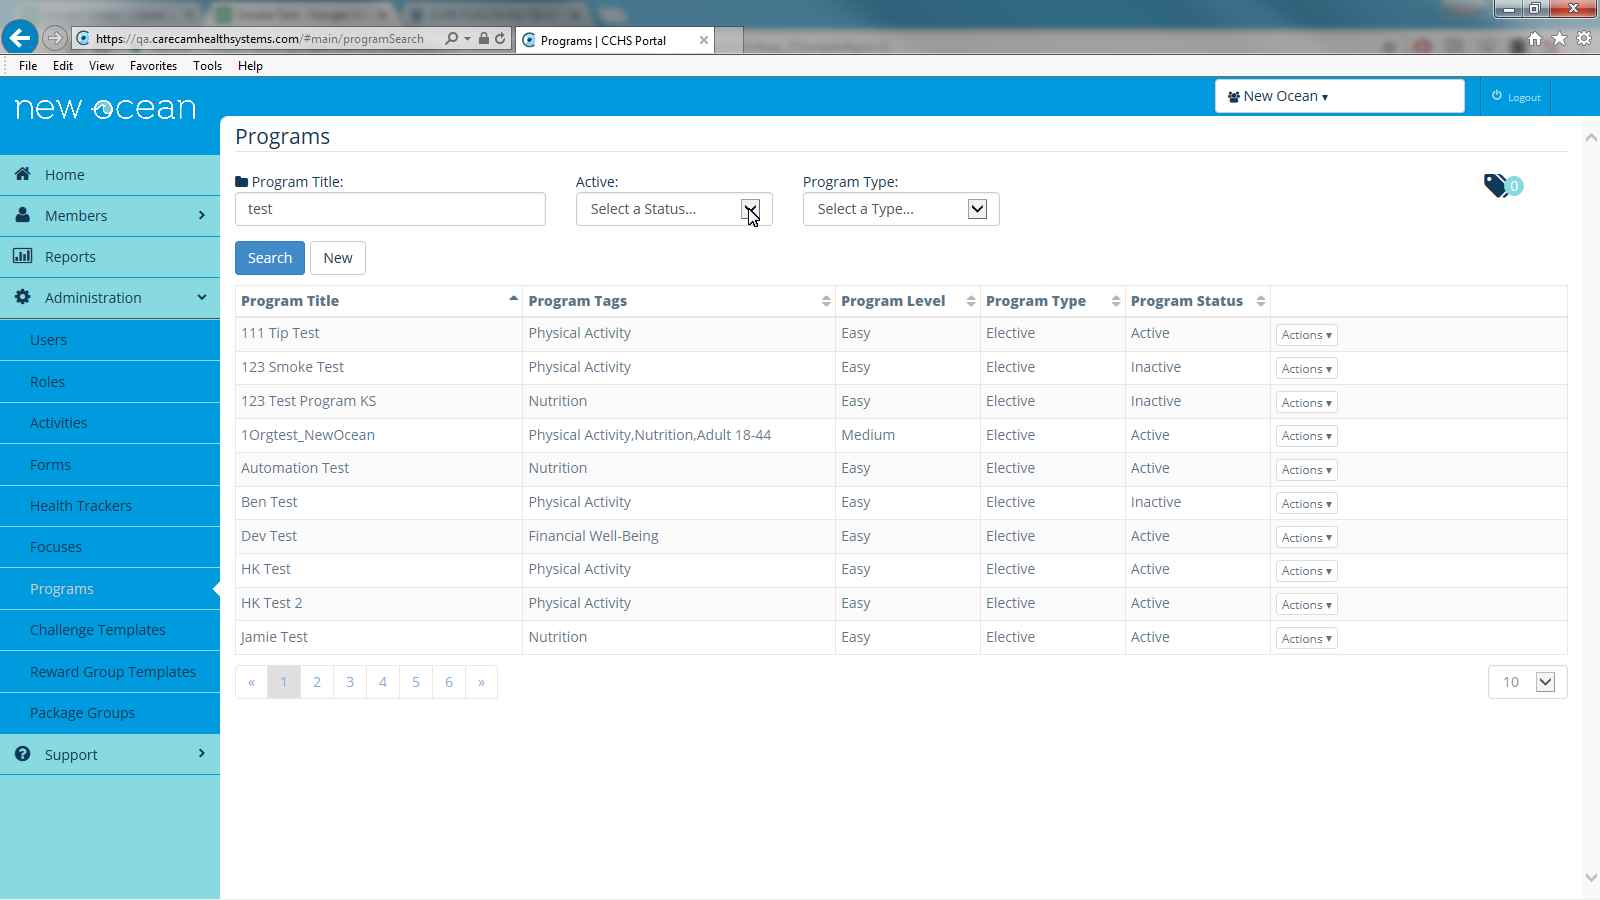 https://qa.carecamhealthsystems.com/#main/programSearch
Programs | CCHS Portal
File Edit View Favorites Tools Help
new ocean
New Ocean ▾
Logout
Home
Members
Reports
Administration
Users
Roles
Activities
Forms
Health Trackers
Focuses
Programs
Challenge Templates
Reward Group Templates
Package Groups
Support
Programs
Program Title: Active: Program Type:
test Select a Status... Select a Type...
0
Search New
Program Title Program Tags Program Level Program Type Program Status
111 Tip Test Physical Activity Easy Elective Active Actions ▾
123 Smoke Test Physical Activity Easy Elective Inactive Actions ▾
123 Test Program KS Nutrition Easy Elective Inactive Actions ▾
1Orgtest_NewOcean Physical Activity,Nutrition,Adult 18-44 Medium Elective Active Actions ▾
Automation Test Nutrition Easy Elective Active Actions ▾
Ben Test Physical Activity Easy Elective Inactive Actions ▾
Dev Test Financial Well-Being Easy Elective Active Actions ▾
HK Test Physical Activity Easy Elective Active Actions ▾
HK Test 2 Physical Activity Easy Elective Active Actions ▾
Jamie Test Nutrition Easy Elective Active Actions ▾
« 1 2 3 4 5 6 » 10